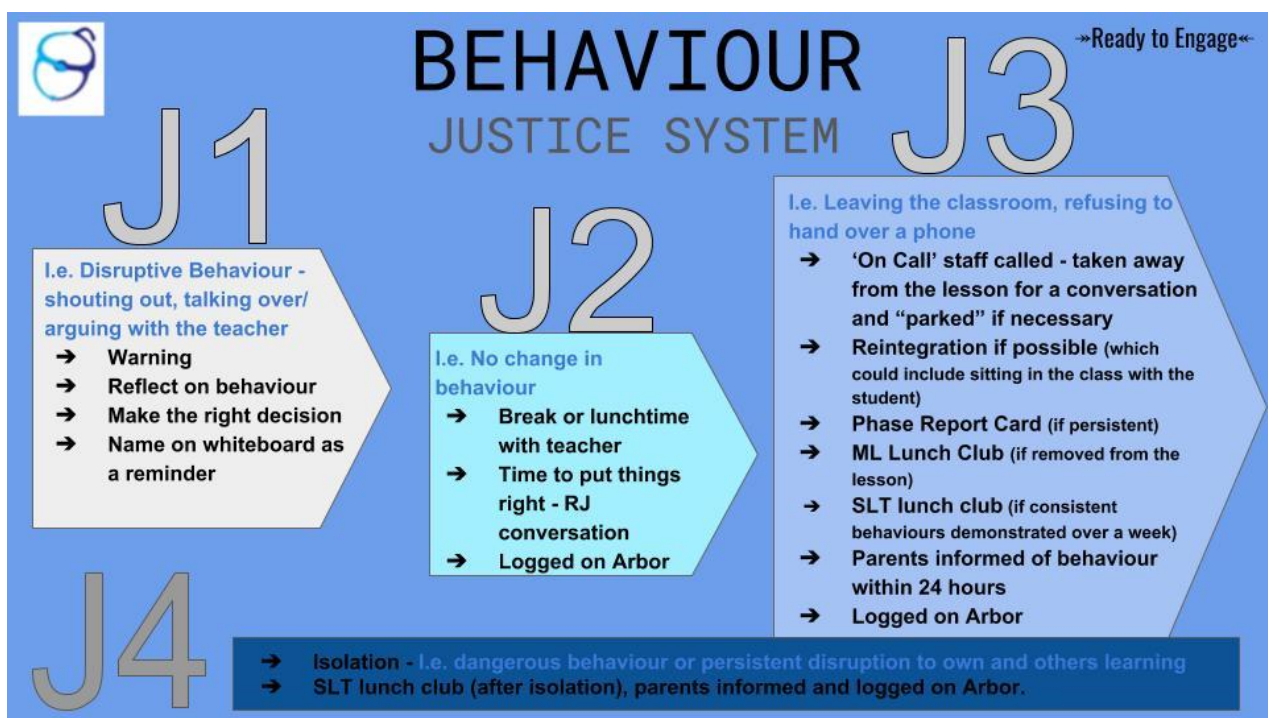 BEHAVIOUR
JUSTICE SYSTEM
↠Ready to Engage↞
J1
I.e. Disruptive Behaviour -
shouting out, talking over/
arguing with the teacher
➔ Warning
➔ Reflect on behaviour
➔ Make the right decision
➔ Name on whiteboard as
a reminder
J2
I.e. No change in
behaviour
➔ Break or lunchtime
with teacher
➔ Time to put things
right - RJ
conversation
➔ Logged on Arbor
J3
I.e. Leaving the classroom, refusing to
hand over a phone
➔ ‘On Call’ staff called - taken away
from the lesson for a conversation
and “parked” if necessary
➔ Reintegration if possible (which
could include sitting in the class with the
student)
➔ Phase Report Card (if persistent)
➔ ML Lunch Club (if removed from the
lesson)
➔ SLT lunch club (if consistent
behaviours demonstrated over a week)
➔ Parents informed of behaviour
within 24 hours
➔ Logged on Arbor
J4
➔ Isolation - I.e. dangerous behaviour or persistent disruption to own and others learning
➔ SLT lunch club (after isolation), parents informed and logged on Arbor.